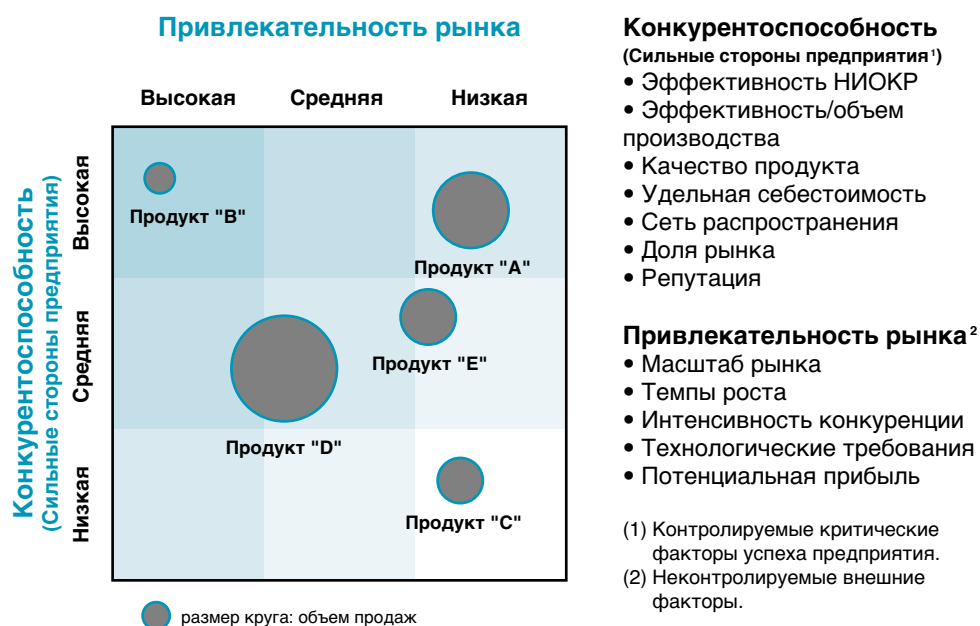 Привлекательность рынка
Высокая
Средняя
Низкая
Конкурентоспособность
(Сильные стороны предприятия)
Высокая
Средняя
Низкая
Продукт "B"
Продукт "A"
Продукт "E"
Продукт "D"
Продукт "C"
размер круга: объем продаж
Конкурентоспособность
(Сильные стороны предприятия¹)
• Эффективность НИОКР
• Эффективность/объем
производства
• Качество продукта
• Удельная себестоимость
• Сеть распространения
• Доля рынка
• Репутация
Привлекательность рынка²
• Масштаб рынка
• Темпы роста
• Интенсивность конкуренции
• Технологические требования
• Потенциальная прибыль
(1) Контролируемые критические
факторы успеха предприятия.
(2) Неконтролируемые внешние
факторы.